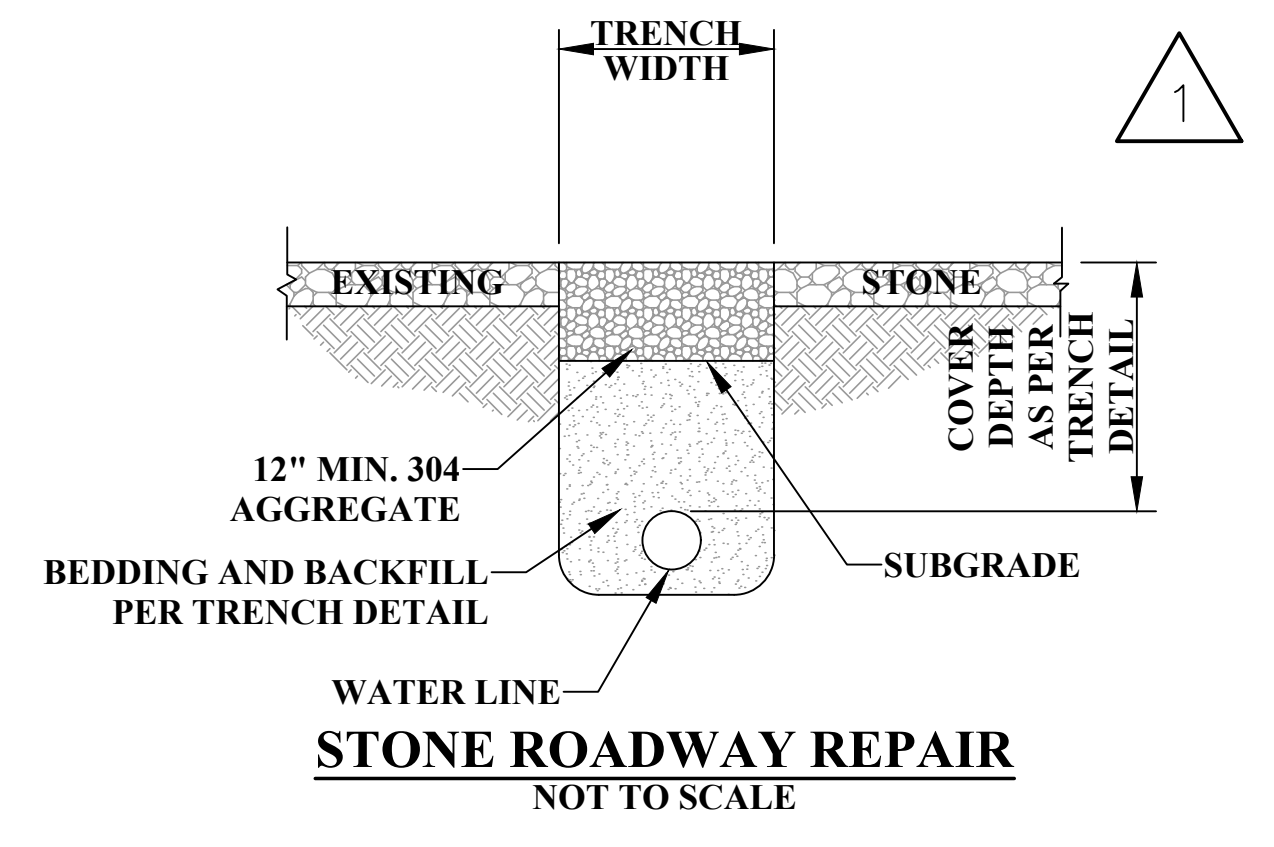 TRENCH
WIDTH
1
EXISTING
STONE
COVER
DEPTH
AS PER
TRENCH
DETAIL
12" MIN. 304
AGGREGATE
BEDDING AND BACKFILL
PER TRENCH DETAIL
SUBGRADE
WATER LINE
STONE ROADWAY REPAIR
NOT TO SCALE